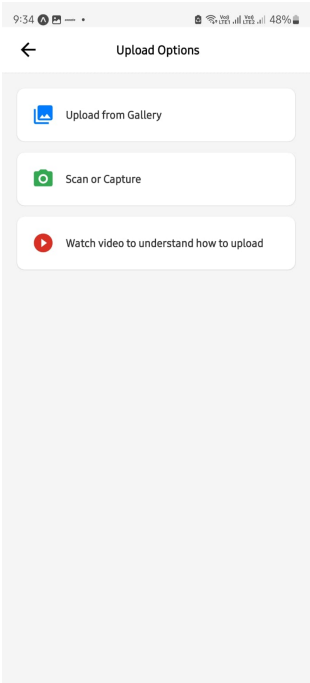 9:34 48%
Upload Options
Upload from Gallery
Scan or Capture
Watch video to understand how to upload